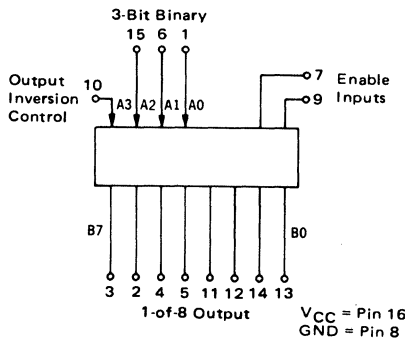 3-Bit Binary
15 6 1
Output
Inversion
Control
10
A3 A2 A1 A0
7
Enable
Inputs
9
B7
B0
3 2 4 5 11 12 14 13
1-of-8 Output
VCC = Pin 16
GND = Pin 8